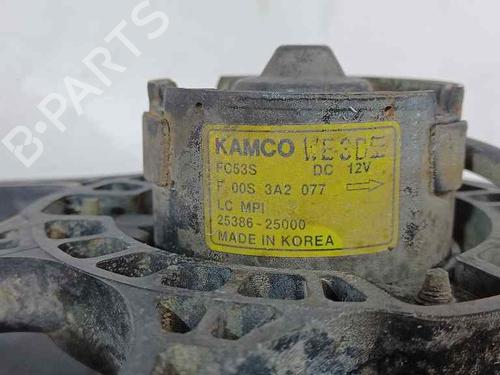 B-PARTS
KAMCO WE3DE
FC53S DC 12V
F 00S 3A2 077
LC MPI
25386-25000
MADE IN KOREA